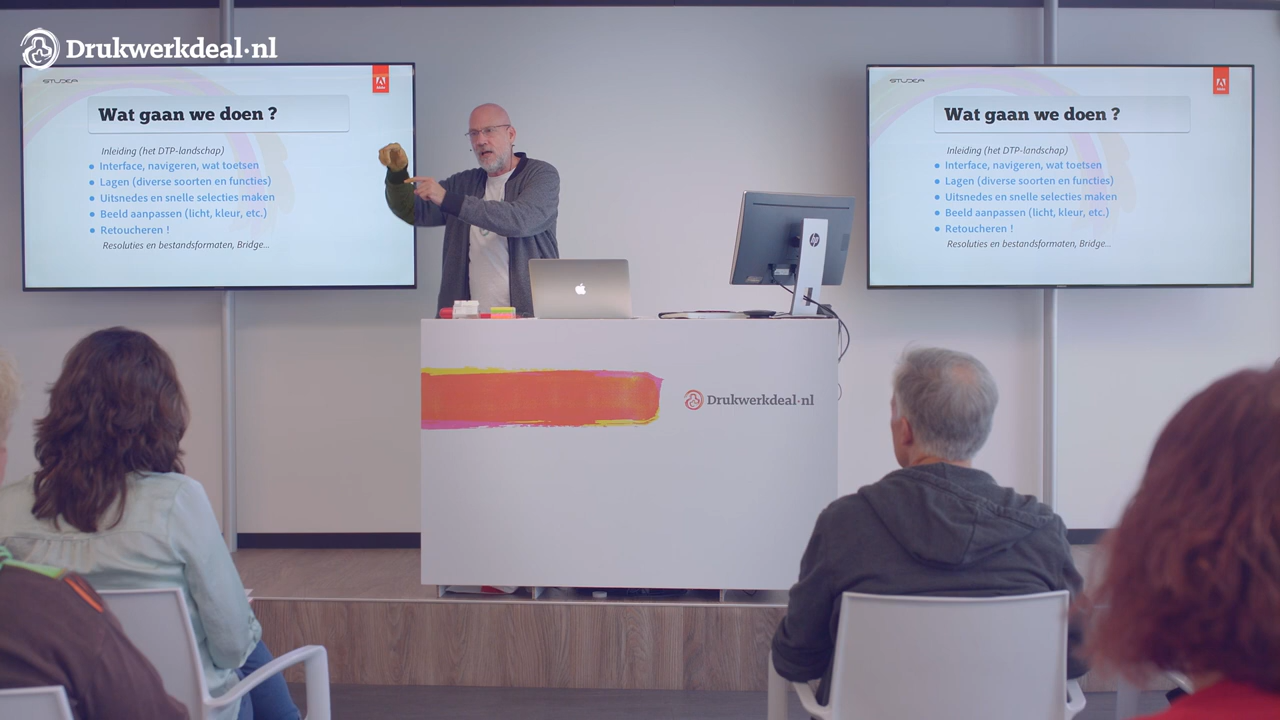 Drukwerkdeal.nl
STUDEA
Adobe
Wat gaan we doen ?
Inleiding (het DTP-landschap)
• Interface, navigeren, wat toetsen
• Lagen (diverse soorten en functies)
• Uitsnedes en snelle selecties maken
• Beeld aanpassen (licht, kleur, etc.)
• Retoucheren !
Resoluties en bestandsformaten, Bridge...
STUDEA
Adobe
Wat gaan we doen ?
Inleiding (het DTP-landschap)
• Interface, navigeren, wat toetsen
• Lagen (diverse soorten en functies)
• Uitsnedes en snelle selecties maken
• Beeld aanpassen (licht, kleur, etc.)
• Retoucheren !
Resoluties en bestandsformaten, Bridge...
hp
Drukwerkdeal.nl